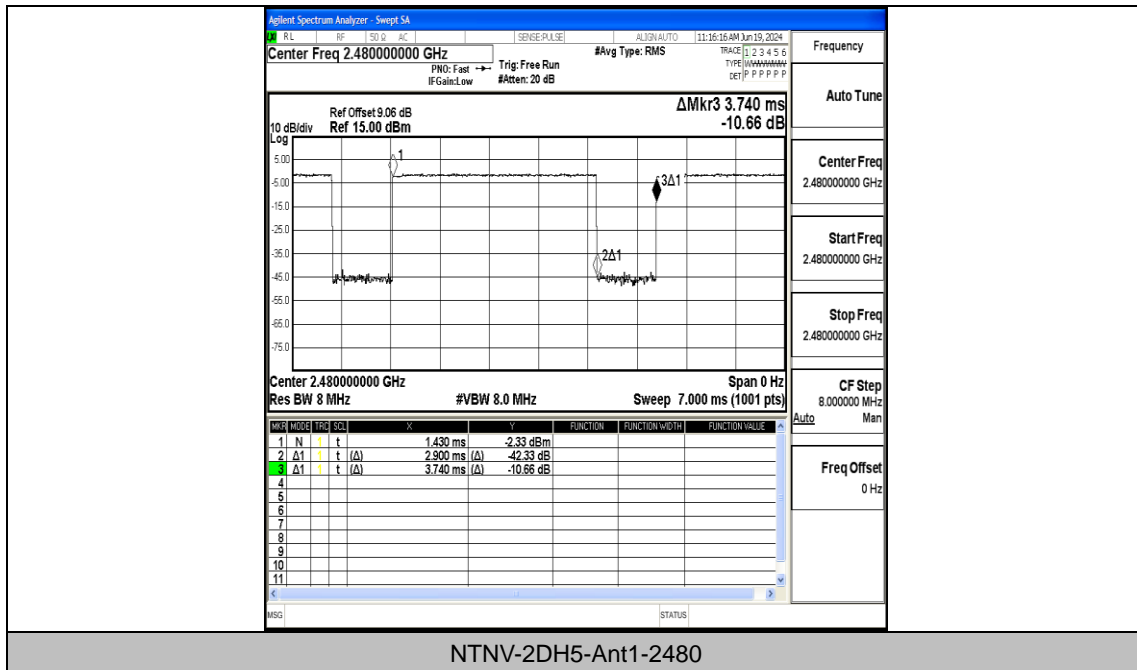 Agilent Spectrum Analyzer - Swept SA
RL RF 50 Ω AC SENSE:PULSE ALIGN AUTO 11:16:16 AM Jun 19, 2024
Center Freq 2.480000000 GHz
#Avg Type: RMS
TRACE 1 2 3 4 5 6
PNO: Fast Trig: Free Run
TYPE
IFGain:Low #Atten: 20 dB
DET P P P P P P
Ref Offset 9.06 dB
10 dB/div Ref 15.00 dBm
Log
ΔMkr3 3.740 ms
-10.66 dB
5.00
-5.00
-15.0
-25.0
-35.0
-45.0
-55.0
-65.0
-75.0
1
2Δ1
3Δ1
Center 2.480000000 GHz Span 0 Hz
Res BW 8 MHz #VBW 8.0 MHz Sweep 7.000 ms (1001 pts)
MKR MODE TRC SCL X Y FUNCTION FUNCTION WIDTH FUNCTION VALUE
1 N 1 t 1.430 ms -2.33 dBm
2 Δ1 1 t (Δ) 2.900 ms (Δ) -42.33 dB
3 Δ1 1 t (Δ) 3.740 ms (Δ) -10.66 dB
4
5
6
7
8
9
10
11
MSG STATUS
Frequency
Auto Tune
Center Freq
2.480000000 GHz
Start Freq
2.480000000 GHz
Stop Freq
2.480000000 GHz
CF Step
8.000000 MHz
Auto Man
Freq Offset
0 Hz
NTNV-2DH5-Ant1-2480